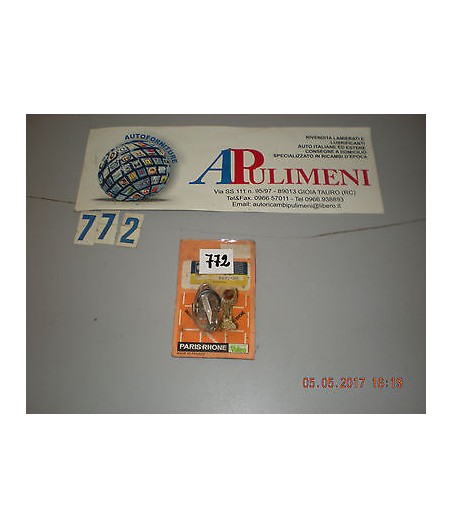 AUTOFORNITURE
APULIMENI
RIVENDITA LAMIERATI E
LUBRIFICANTI
AUTO ITALIANE ED ESTERE
CONSEGNE A DOMICILIO
SPECIALIZZATO IN RICAMBI D'EPOCA
Via SS 111 n. 95/97 - 89013 GIOIA TAURO (RC)
Tel&Fax: 0966 57011 - Tel 0966.938893
Email: autoricambipulimeni@libero.it
772
772
PARIS-RHONE
05.05.2017 18:18